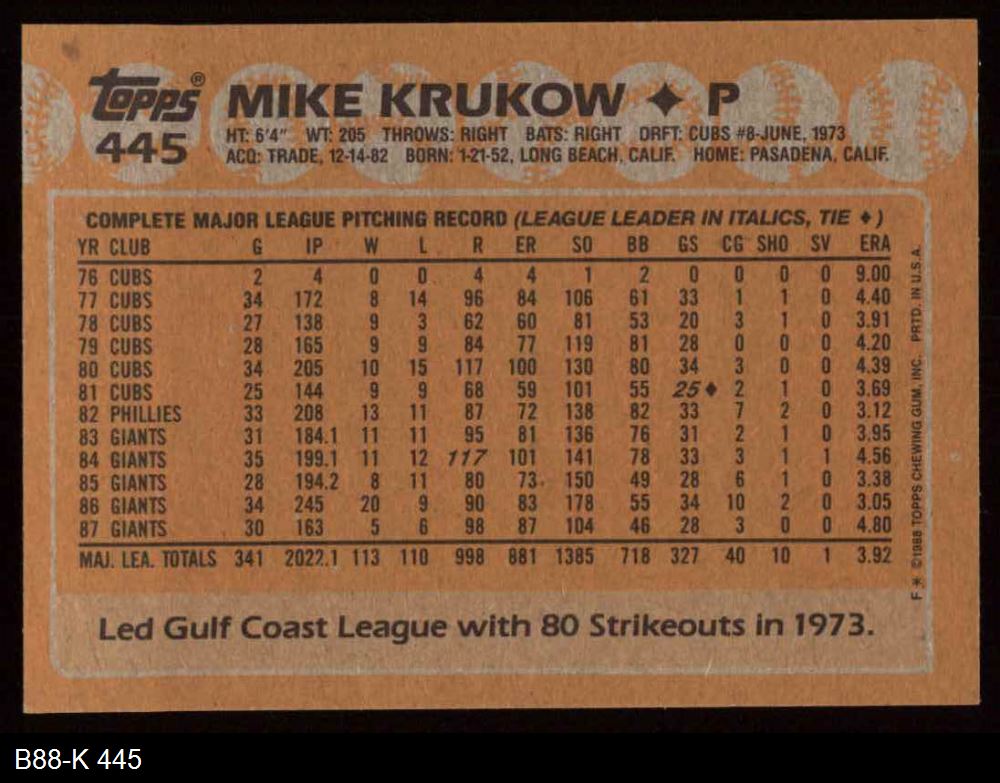 Topps® MIKE KRUKOW ✦ P
445 HT: 6'4" WT: 205 THROWS: RIGHT BATS: RIGHT DRFT: CUBS #8-JUNE, 1973
ACQ: TRADE, 12-14-82 BORN: 1-21-52, LONG BEACH, CALIF. HOME: PASADENA, CALIF.
COMPLETE MAJOR LEAGUE PITCHING RECORD (LEAGUE LEADER IN ITALICS, TIE ♦)
YR CLUB G IP W L R ER SO BB GS CG SHO SV ERA
76 CUBS 2 4 0 0 4 4 1 2 0 0 0 0 9.00
77 CUBS 34 172 8 14 96 84 106 61 33 1 1 0 4.40
78 CUBS 27 138 9 3 62 60 81 53 20 3 1 0 3.91
79 CUBS 28 165 9 9 84 77 119 81 28 0 0 0 4.20
80 CUBS 34 205 10 15 117 100 130 80 34 3 0 0 4.39
81 CUBS 25 144 9 9 68 59 101 55 25♦ 2 1 0 3.69
82 PHILLIES 33 208 13 11 87 72 138 82 33 7 2 0 3.12
83 GIANTS 31 184.1 11 11 95 81 136 76 31 2 1 0 3.95
84 GIANTS 35 199.1 11 12 117 101 141 78 33 3 1 1 4.56
85 GIANTS 28 194.2 8 11 80 73 150 49 28 6 1 0 3.38
86 GIANTS 34 245 20 9 90 83 178 55 34 10 2 0 3.05
87 GIANTS 30 163 5 6 98 87 104 46 28 3 0 0 4.80
MAJ. LEA. TOTALS 341 2022.1 113 110 998 881 1385 718 327 40 10 1 3.92
Led Gulf Coast League with 80 Strikeouts in 1973.
F * ©1988 TOPPS CHEWING GUM, INC. PRTD. IN U.S.A.
B88-K 445